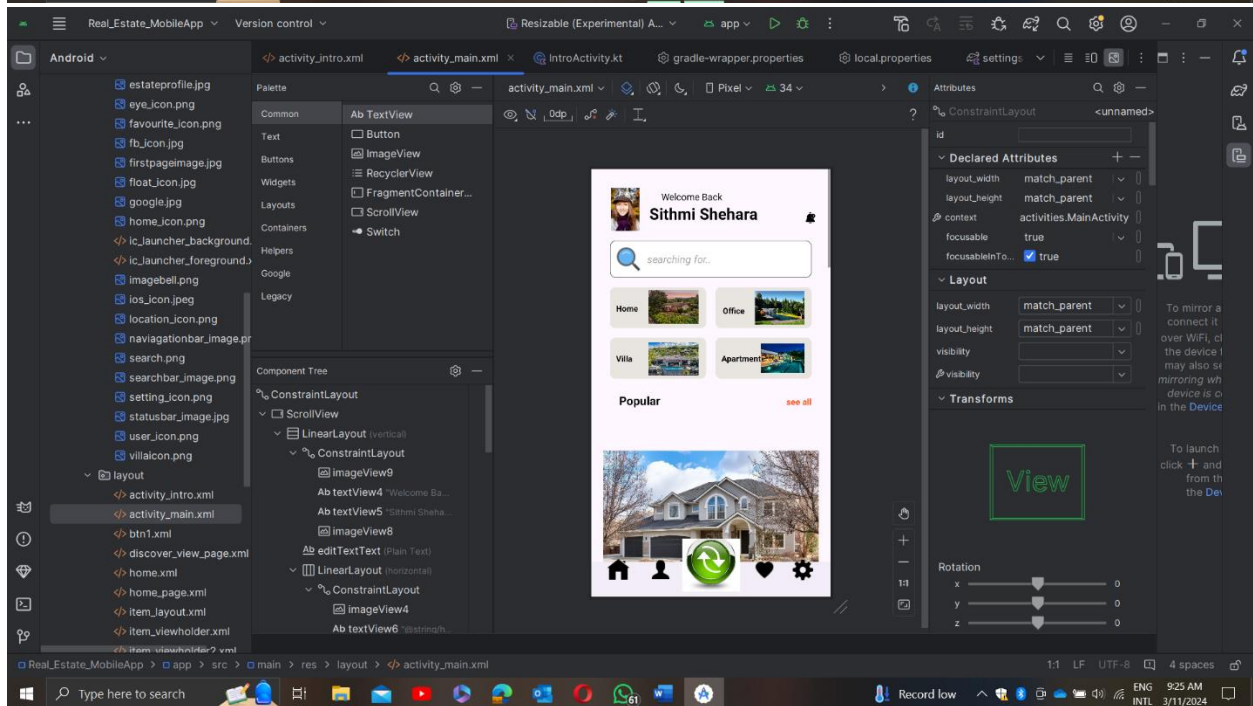 Real_Estate_MobileApp
Version control
Resizable (Experimental) A...
app
Android
activity_intro.xml
activity_main.xml
IntroActivity.kt
gradle-wrapper.properties
local.properties
settings
estateprofile.jpg
eye_icon.png
favourite_icon.png
fb_icon.jpg
firstpageimage.jpg
float_icon.jpg
google.jpg
home_icon.png
ic_launcher_background.
ic_launcher_foreground.x
imagebell.png
ios_icon.jpeg
location_icon.png
naviagationbar_image.pr
search.png
searchbar_image.png
setting_icon.png
statusbar_image.jpg
user_icon.png
villaicon.png
layout
activity_intro.xml
activity_main.xml
btn1.xml
discover_view_page.xml
home.xml
home_page.xml
item_layout.xml
item_viewholder.xml
item_viewholder2.xml
Palette
Common
Text
Buttons
Widgets
Layouts
Containers
Helpers
Google
Legacy
Ab TextView
Button
ImageView
RecyclerView
FragmentContainer...
ScrollView
Switch
Component Tree
ConstraintLayout
ScrollView
LinearLayout (vertical)
ConstraintLayout
imageView9
Ab textView4 "Welcome Ba...
Ab textView5 "Sithmi Sheha...
imageView8
Ab editTextText (Plain Text)
LinearLayout (horizontal)
ConstraintLayout
imageView4
Ab textView6 "@string/h...
activity_main.xml
Pixel
34
0dp
?
Welcome Back
Sithmi Shehara
searching for..
Home
Office
Villa
Apartment
Popular
see all
1:1
Attributes
ConstraintLayout
<unnamed>
id
Declared Attributes
layout_width match_parent
layout_height match_parent
context activities.MainActivity
focusable true
focusableInTo... true
Layout
layout_width match_parent
layout_height match_parent
visibility
visibility
Transforms
View
Rotation
x 0
y 0
z 0
To mirror a
connect it
over WiFi, cl
the device f
may also se
mirroring wh
device is c
in the Device
To launch
click + and
from th
the Dev
Real_Estate_MobileApp > app > src > main > res > layout > activity_main.xml
1:1 LF UTF-8 4 spaces
Type here to search
61
Record low
ENG
INTL
9:25 AM
3/11/2024